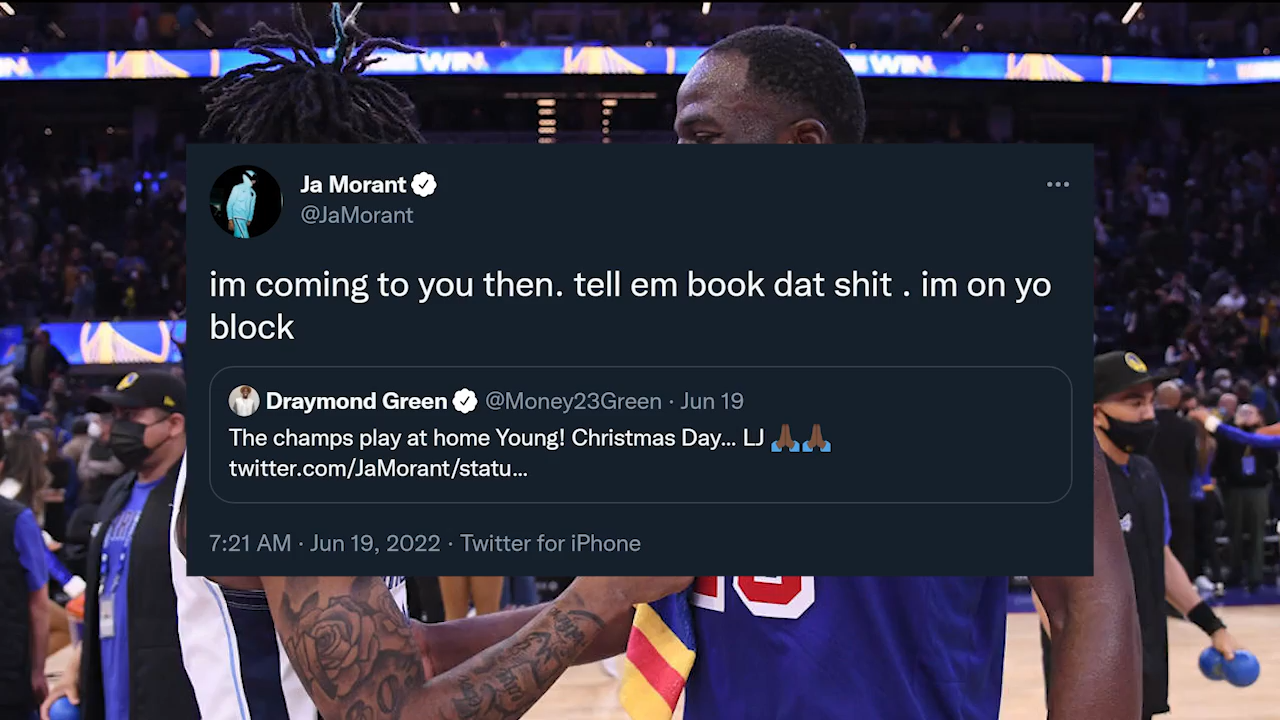 WIN
WIN
Ja Morant
@JaMorant
im coming to you then. tell em book dat shit . im on yo
block
Draymond Green @Money23Green · Jun 19
The champs play at home Young! Christmas Day... LJ 🙏🏾🙏🏾
twitter.com/JaMorant/statu...
7:21 AM · Jun 19, 2022 · Twitter for iPhone